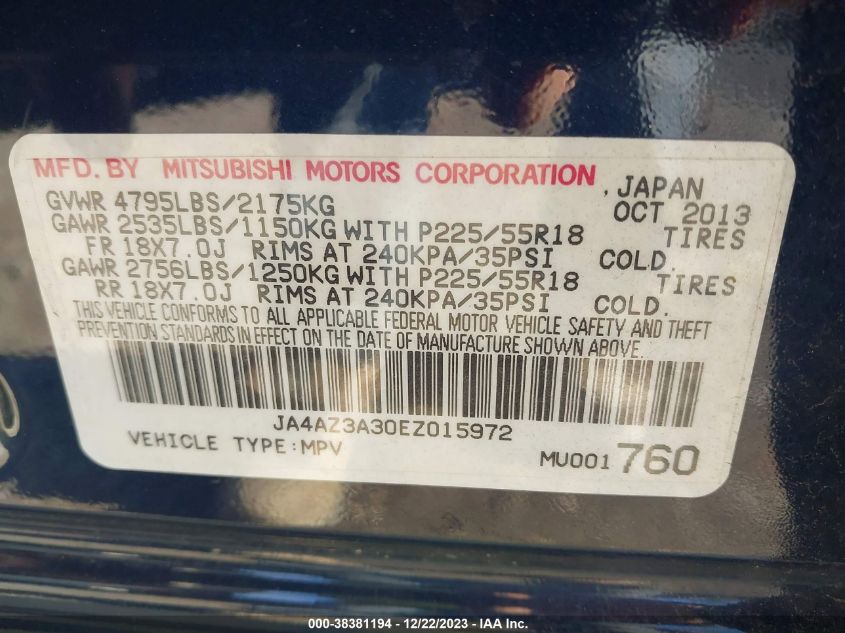 MFD. BY MITSUBISHI MOTORS CORPORATION, JAPAN
GVWR 4795LBS/2175KG OCT 2013
GAWR 2535LBS/1150KG WITH P225/55R18 TIRES
FR 18X7.0J RIMS AT 240KPA/35PSI COLD.
GAWR 2756LBS/1250KG WITH P225/55R18 TIRES
RR 18X7.0J RIMS AT 240KPA/35PSI COLD.
THIS VEHICLE CONFORMS TO ALL APPLICABLE FEDERAL MOTOR VEHICLE SAFETY AND THEFT
PREVENTION STANDARDS IN EFFECT ON THE DATE OF MANUFACTURE SHOWN ABOVE.
JA4AZ3A30EZ015972
VEHICLE TYPE:MPV MU001 760
000-38381194 - 12/22/2023 - IAA Inc.